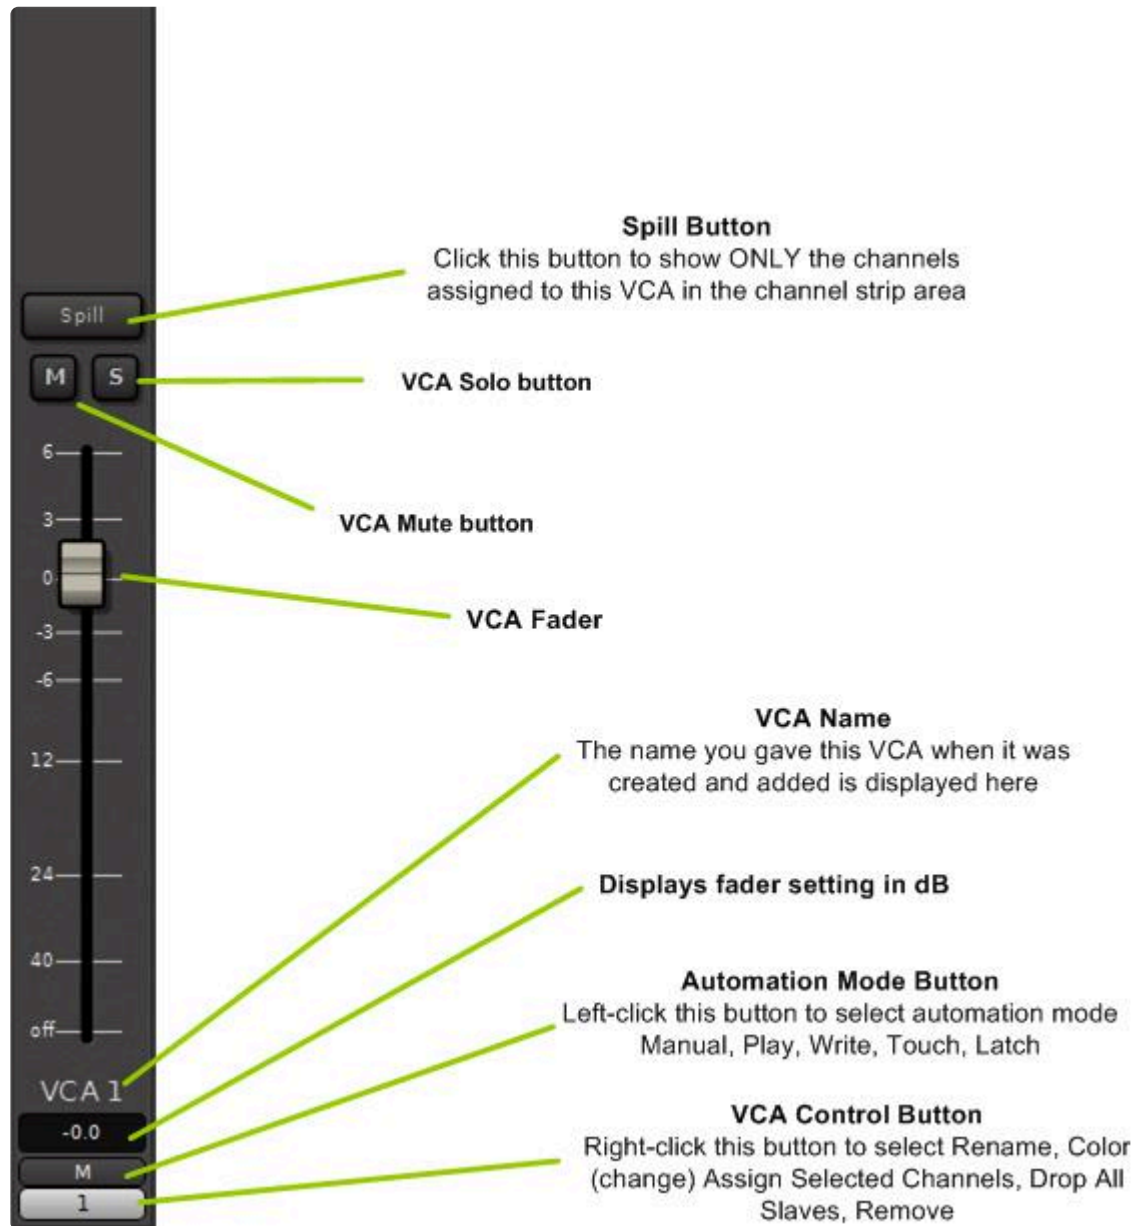 Spill Button
Click this button to show ONLY the channels
assigned to this VCA in the channel strip area
Spill
M S
VCA Solo button
6
3
VCA Mute button
0
VCA Fader
-3
-6
VCA Name
The name you gave this VCA when it was
created and added is displayed here
12
24
Displays fader setting in dB
40
Automation Mode Button
Left-click this button to select automation mode
Manual, Play, Write, Touch, Latch
off
VCA 1
-0.0
M
1
VCA Control Button
Right-click this button to select Rename, Color
(change) Assign Selected Channels, Drop All
Slaves, Remove